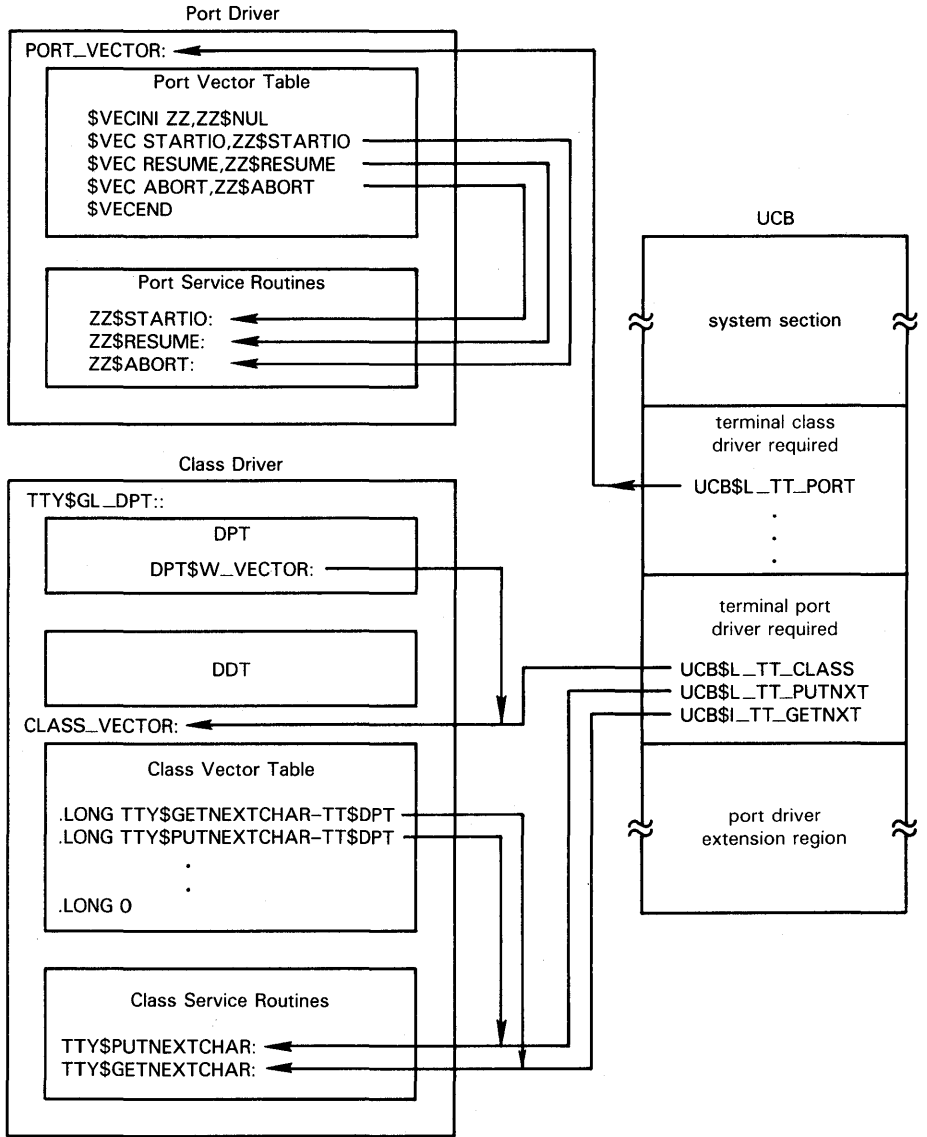 Port Driver
PORT_VECTOR:
Port Vector Table
$VECINI ZZ,ZZ$NUL
$VEC STARTIO,ZZ$STARTIO
$VEC RESUME,ZZ$RESUME
$VEC ABORT,ZZ$ABORT
$VECEND
Port Service Routines
ZZ$STARTIO:
ZZ$RESUME:
ZZ$ABORT:
Class Driver
TTY$GL_DPT::
DPT
DPT$W_VECTOR:
DDT
CLASS_VECTOR:
Class Vector Table
.LONG TTY$GETNEXTCHAR–TT$DPT
.LONG TTY$PUTNEXTCHAR–TT$DPT
.
.
.LONG 0
Class Service Routines
TTY$PUTNEXTCHAR:
TTY$GETNEXTCHAR:
UCB
system section
terminal class
driver required
UCB$L_TT_PORT
.
.
.
terminal port
driver required
UCB$L_TT_CLASS
UCB$L_TT_PUTNXT
UCB$I_TT_GETNXT
port driver
extension region